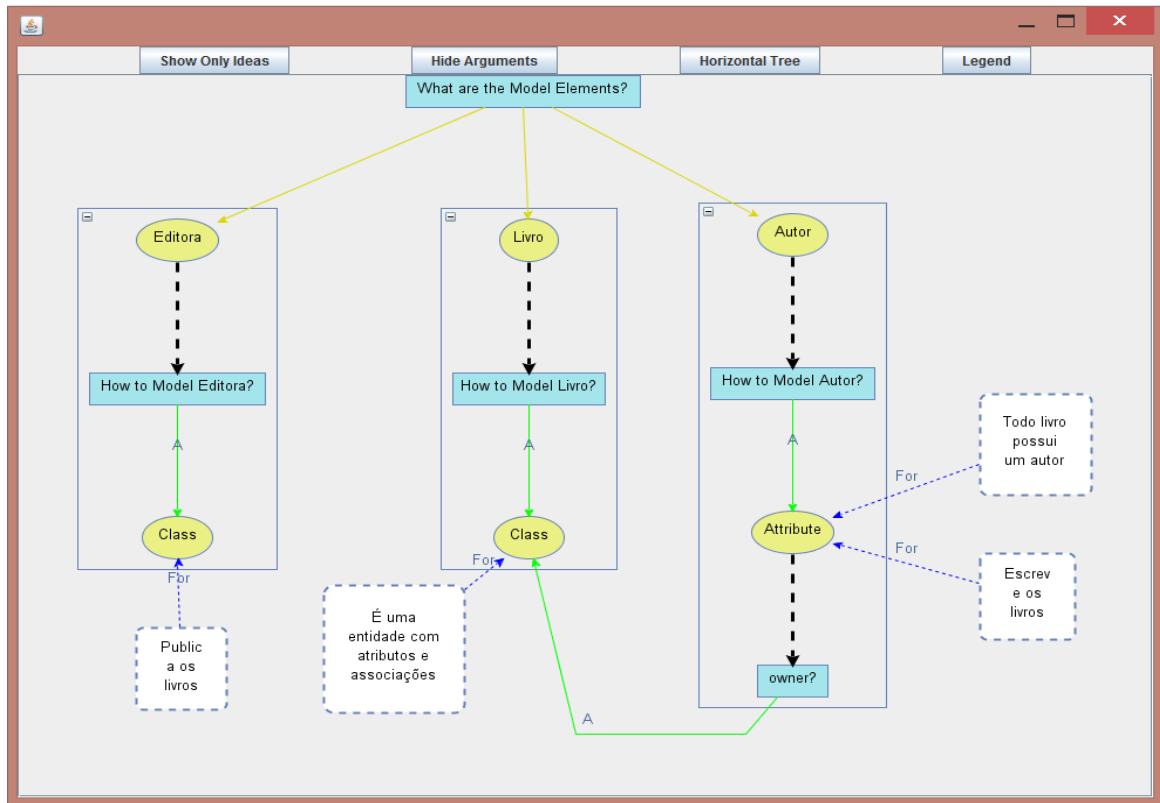 Show Only Ideas
Hide Arguments
Horizontal Tree
Legend
What are the Model Elements?
Editora
Livro
Autor
How to Model Editora?
How to Model Livro?
How to Model Autor?
A
A
A
Todo livro
possui
um autor
For
Class
Class
Attribute
For
For
For
Escrev
e os
livros
É uma
entidade com
atributos e
associações
Public
a os
livros
owner?
A